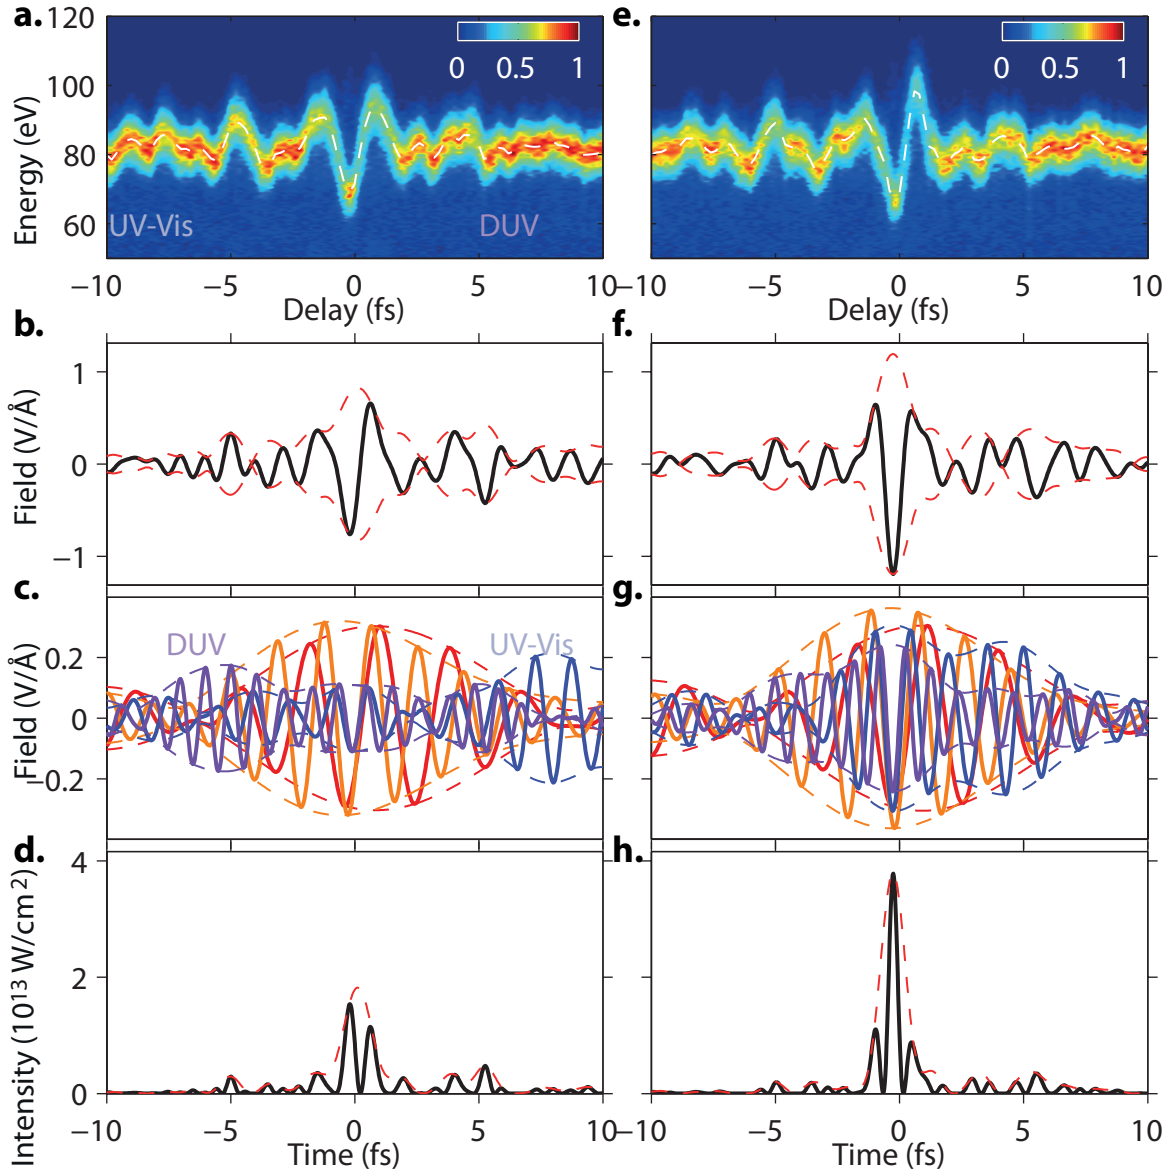 a.
e.
120
100
80
60
Energy (eV)
0 0.5 1
0 0.5 1
UV-Vis
DUV
−10 −5 0 5 −10 −5 0 5 10
Delay (fs)
Delay (fs)
b.
f.
1
0
−1
Field (V/Å)
c.
g.
DUV
UV-Vis
0.2
0
−0.2
Field (V/Å)
d.
h.
4
2
0
Intensity (10¹³ W/cm²)
−10 −5 0 5 10
−10 −5 0 5 10
Time (fs)
Time (fs)